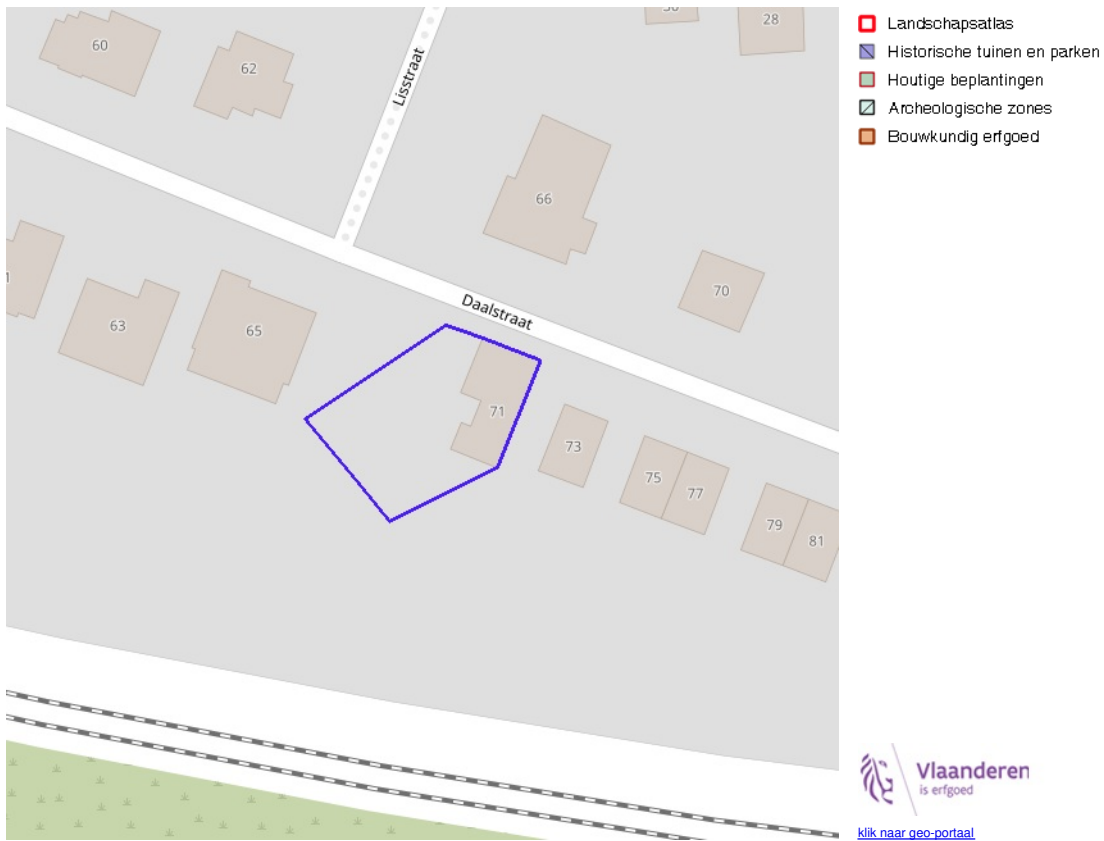 28
60
62
Lisstraat
66
70
Daalstraat
63
65
71
73
75
77
79
81
Landschapsatlas
Historische tuinen en parken
Houtige beplantingen
Archeologische zones
Bouwkundig erfgoed
Vlaanderen
is erfgoed
klik naar geo-portaal